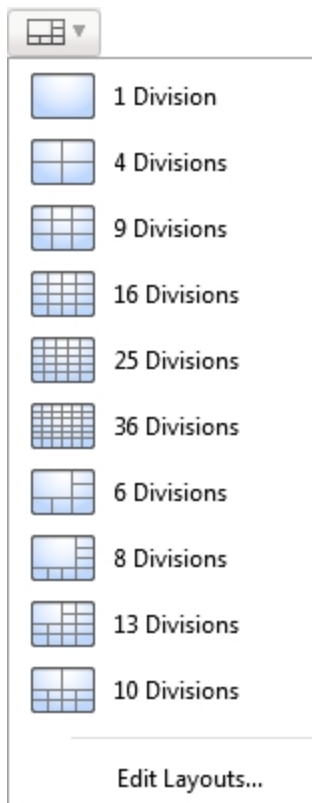 1 Division
4 Divisions
9 Divisions
16 Divisions
25 Divisions
36 Divisions
6 Divisions
8 Divisions
13 Divisions
10 Divisions
Edit Layouts...